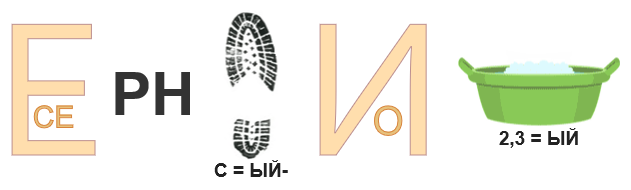 Е СЕ РН И О
С = ЫЙ-
2,3 = ЫЙ